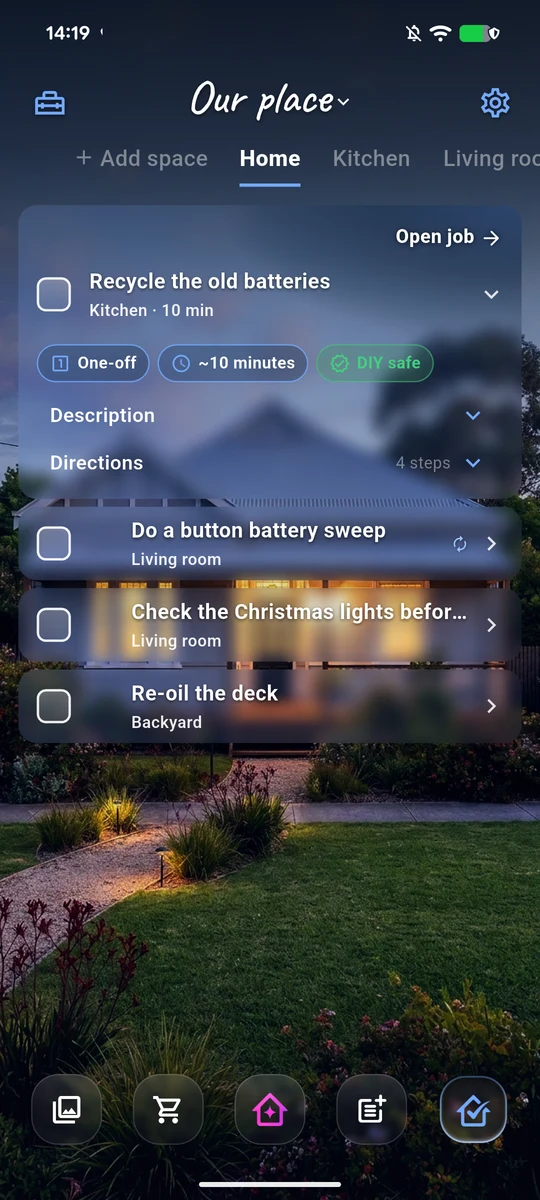 14:19
Our place
+ Add space Home Kitchen Living roo
Open job →
Recycle the old batteries
Kitchen · 10 min
One-off ~10 minutes DIY safe
Description
Directions 4 steps
Do a button battery sweep
Living room
Check the Christmas lights befor...
Living room
Re-oil the deck
Backyard